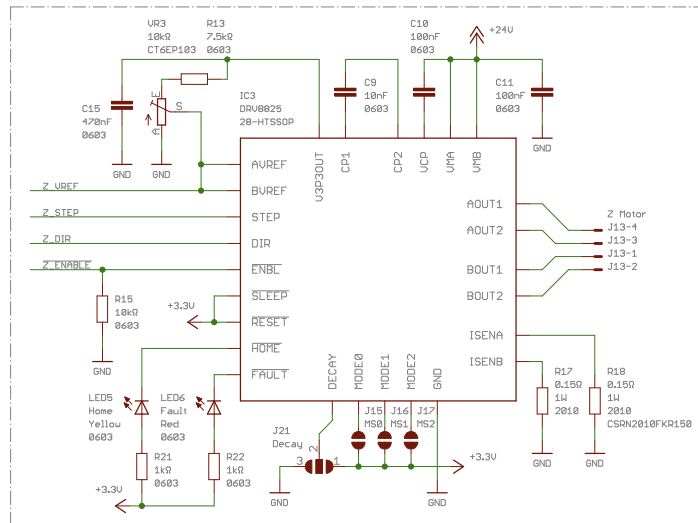 VR3
10kΩ
CT6EP103
R13
7.5kΩ
0603
C10
100nF
0603
+24V
IC3
DRV8825
28-HTSSOP
C9
10nF
0603
C11
100nF
0603
C15
470nF
0603
E
S
A
GND
GND
GND
V3P3OUT
CP1
CP2
VCP
VMA
VMB
AVREF
BVREF
STEP
DIR
ENBL
SLEEP
RESET
HOME
FAULT
Z_VREF
Z_STEP
Z_DIR
Z_ENABLE
AOUT1
AOUT2
BOUT1
BOUT2
ISENA
ISENB
Z Motor
J13-4
J13-3
J13-1
J13-2
R15
10kΩ
0603
GND
+3.3V
DECAY
MODE0
MODE1
MODE2
GND
R17
0.15Ω
1W
2010
R18
0.15Ω
1W
2010
CSRN2010FKR150
GND
GND
LED5
Home
Yellow
0603
LED6
Fault
Red
0603
J21
Decay
2
3
1
J15
MS0
J16
MS1
J17
MS2
+3.3V
R21
1kΩ
0603
R22
1kΩ
0603
+3.3V
GND
GND